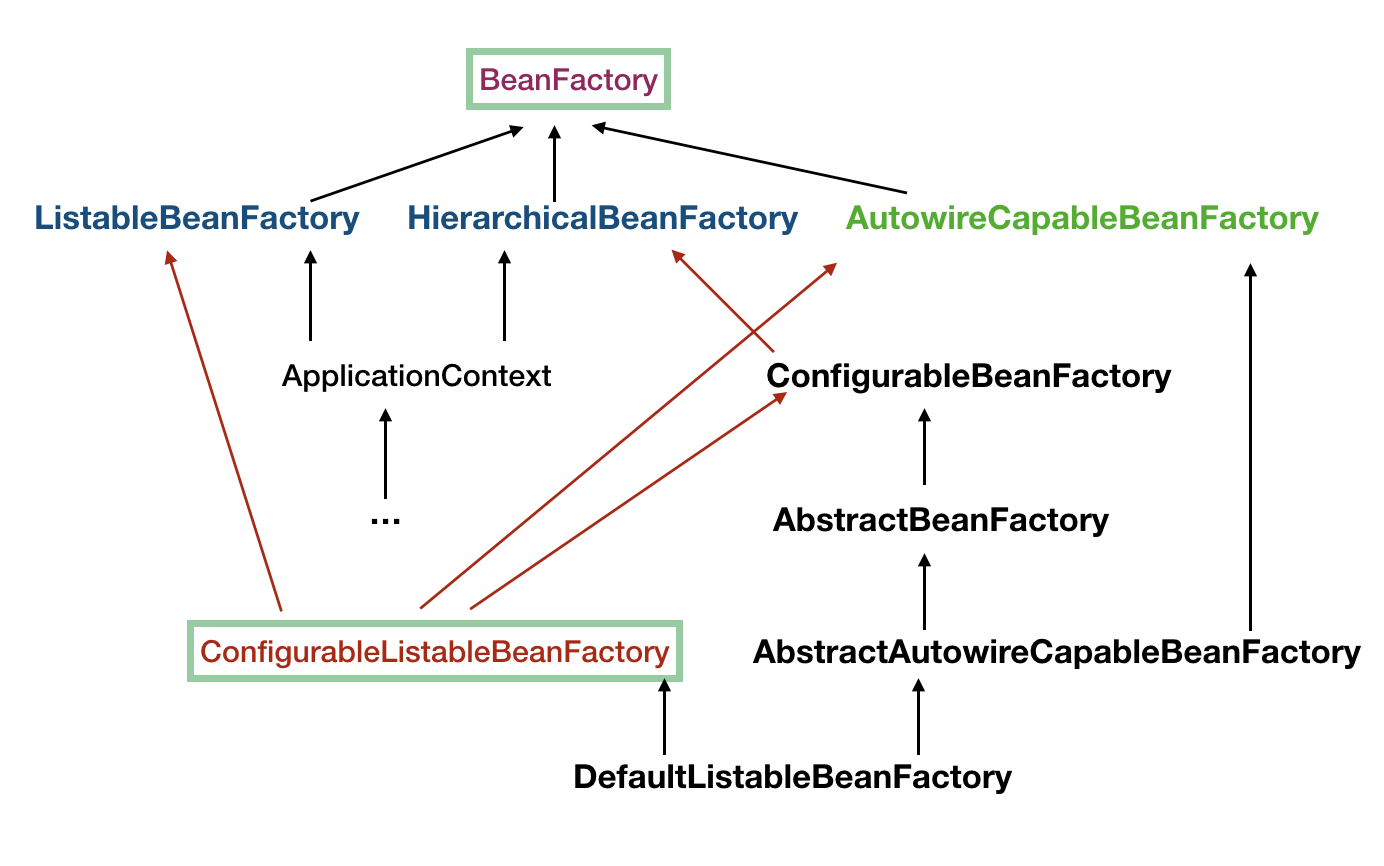 BeanFactory
ListableBeanFactory
HierarchicalBeanFactory
AutowireCapableBeanFactory
ApplicationContext
ConfigurableBeanFactory
...
AbstractBeanFactory
ConfigurableListableBeanFactory
AbstractAutowireCapableBeanFactory
DefaultListableBeanFactory